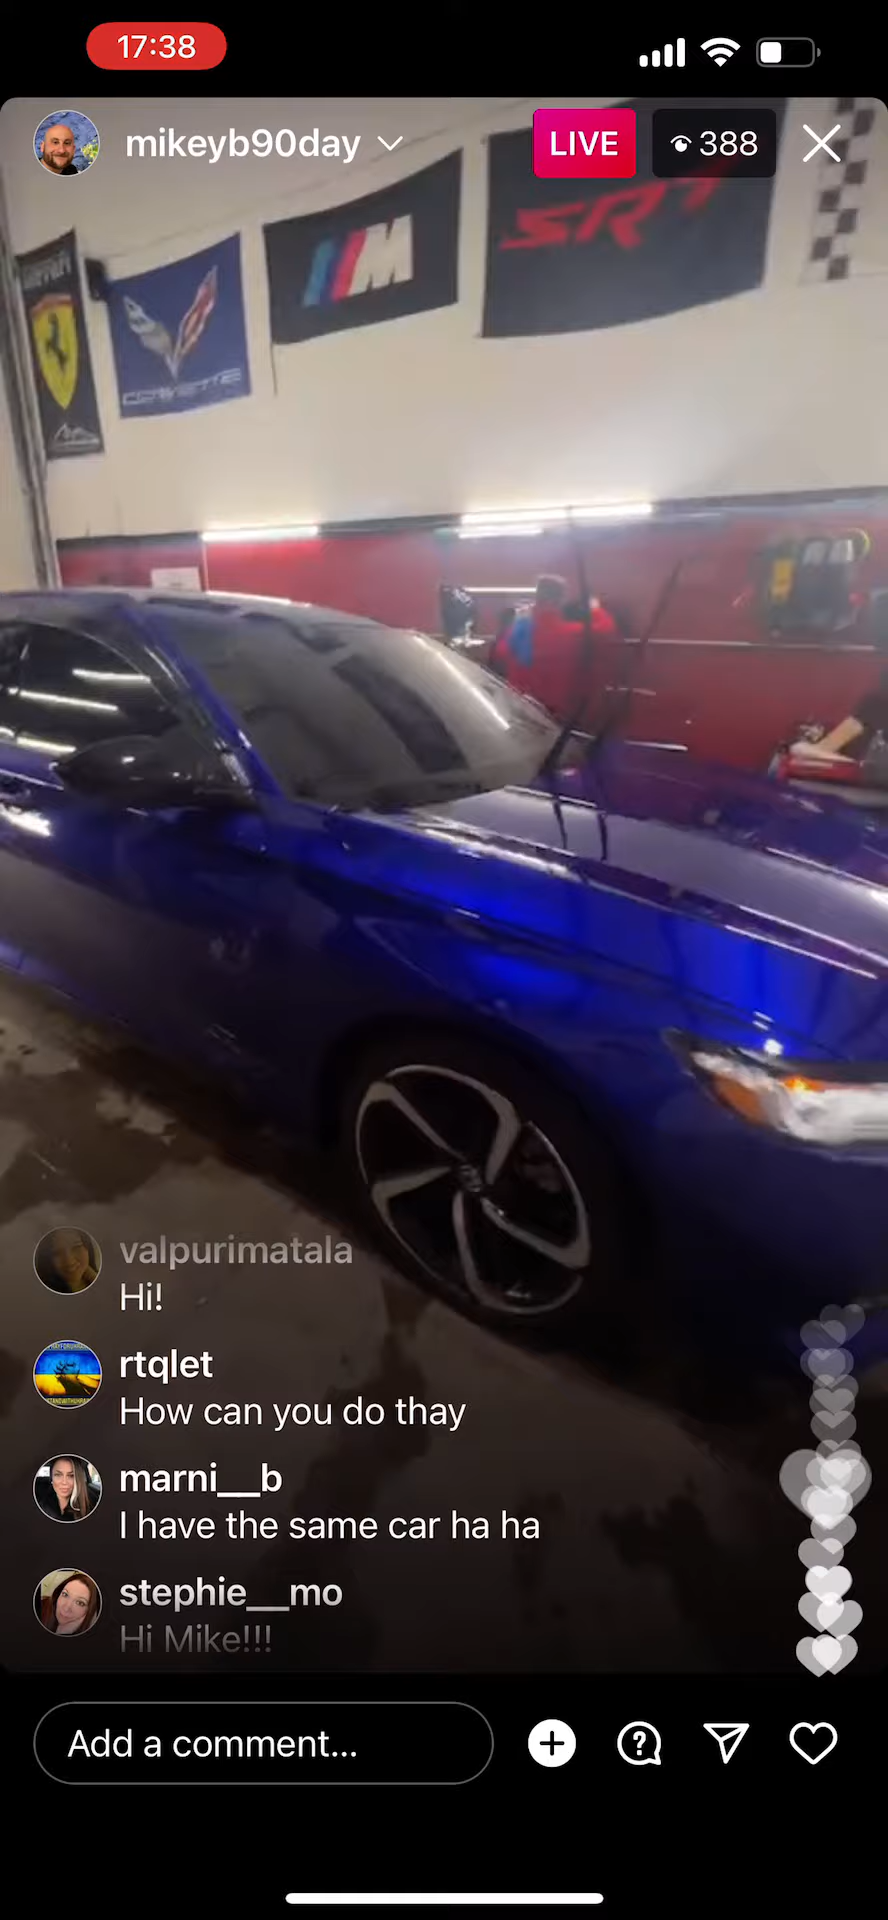 17:38
mikeyb90day
LIVE
388
SRT
M
CORVETTE
valpurimatala
Hi!
rtqlet
How can you do thay
marni__b
I have the same car ha ha
stephie__mo
Hi Mike!!!
Add a comment...